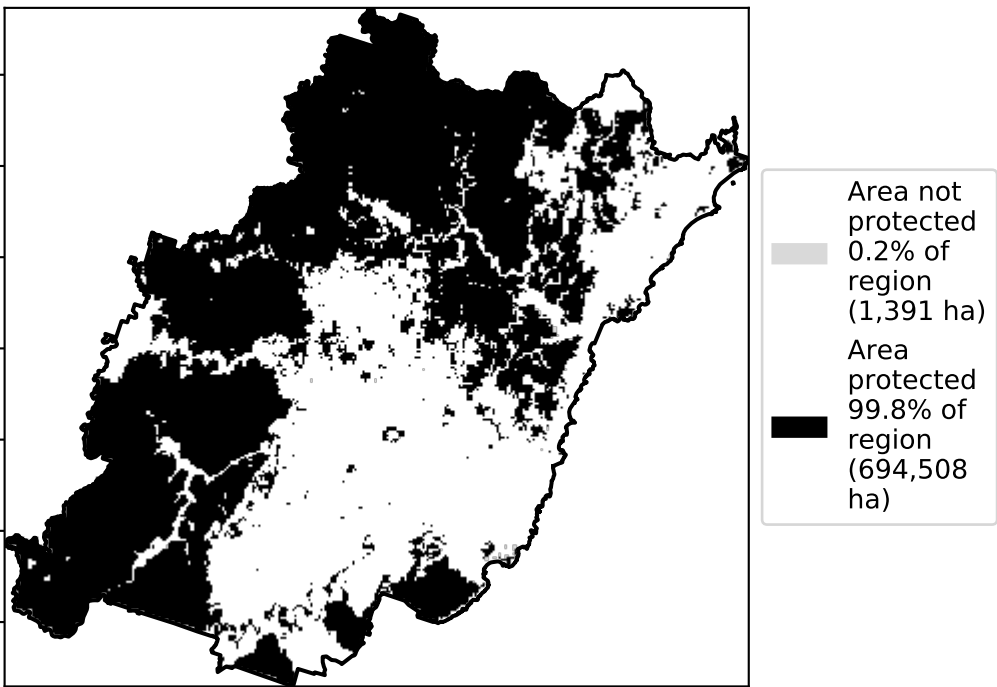 Area not
protected
0.2% of
region
(1,391 ha)
Area
protected
99.8% of
region
(694,508
ha)